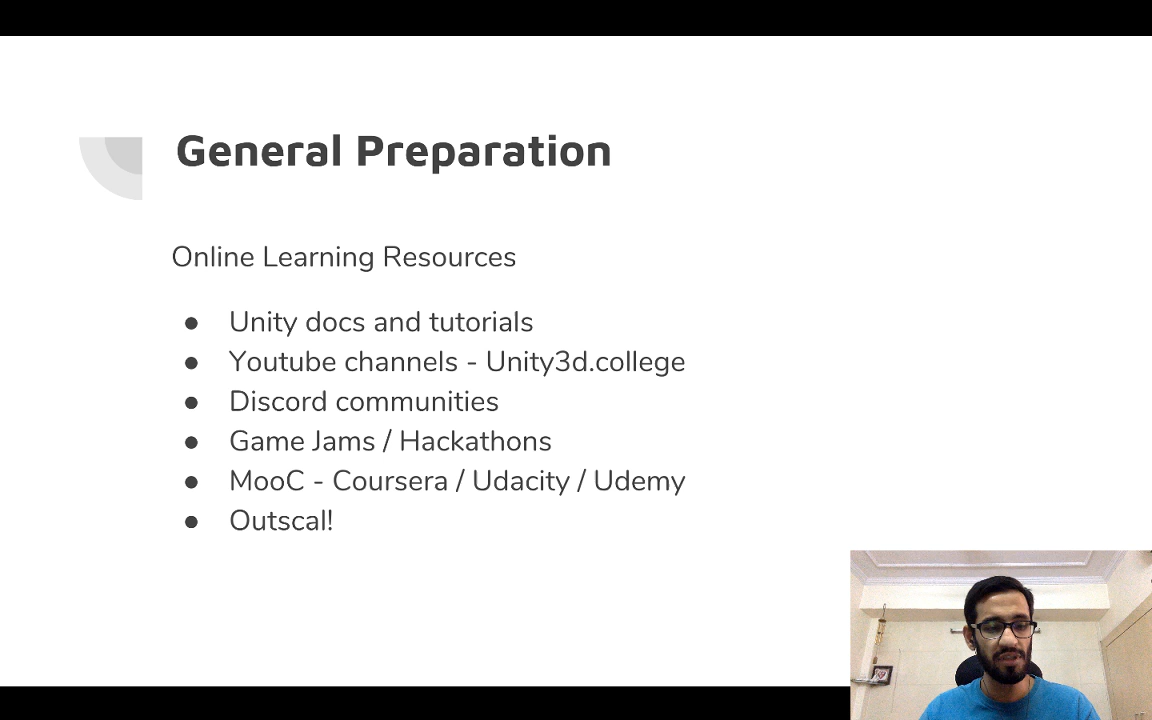 General Preparation
Online Learning Resources
● Unity docs and tutorials
● Youtube channels - Unity3d.college
● Discord communities
● Game Jams / Hackathons
● MooC - Coursera / Udacity / Udemy
● Outscal!